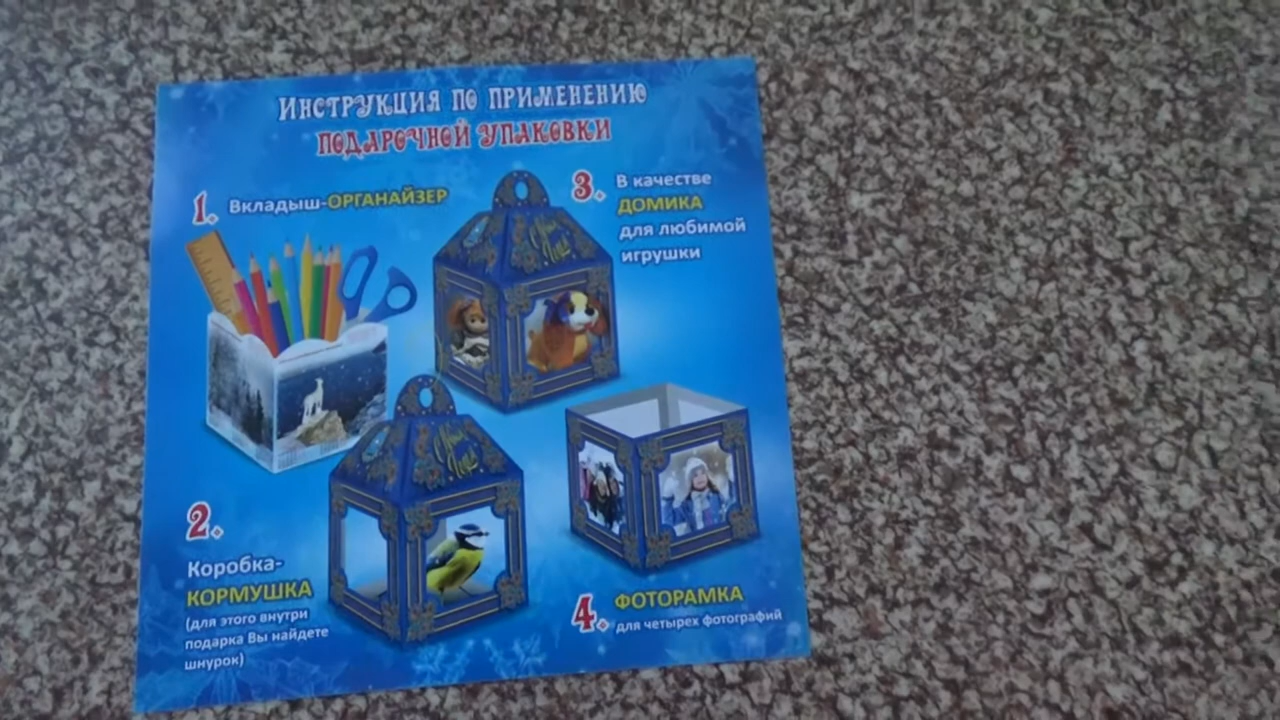 ИНСТРУКЦИЯ ПО ПРИМЕНЕНИЮ
ПОДАРОЧНОЙ УПАКОВКИ
1. Вкладыш-ОРГАНАЙЗЕР
2.
Коробка-
КОРМУШКА
(для этого внутри
подарка Вы найдете
шнурок)
3. В качестве
ДОМИКА
для любимой
игрушки
4. ФОТОРАМКА
для четырех фотографий